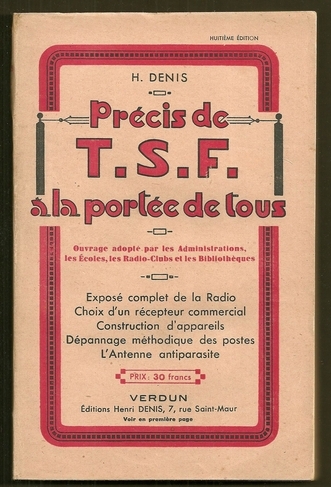 HUITIÈME ÉDITION
H. DENIS
Précis de
T.S.F.
à la portée de tous
Ouvrage adopté par les Administrations,
les Écoles, les Radio-Clubs et les Bibliothèques
Exposé complet de la Radio
Choix d'un récepteur commercial
Construction d'appareils
Dépannage méthodique des postes
L'Antenne antiparasite
PRIX : 30 francs
VERDUN
Éditions Henri DENIS, 7, rue Saint-Maur
Voir en première page